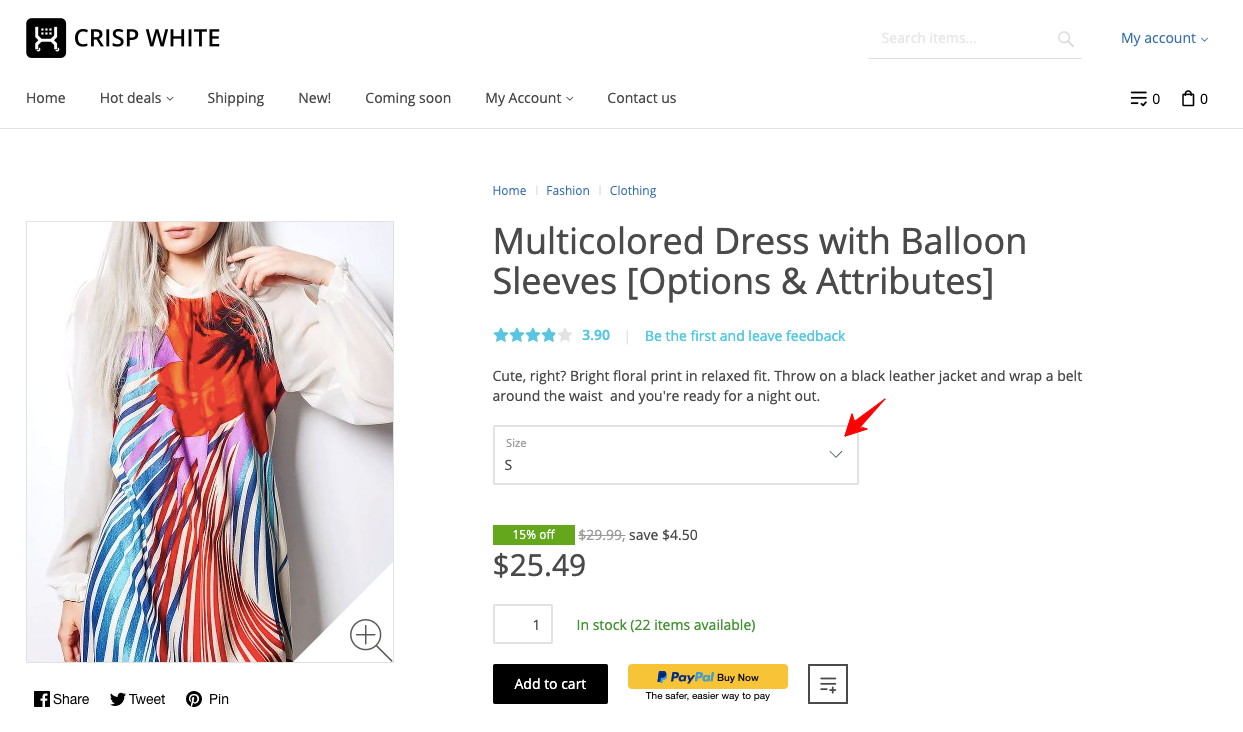 CRISP WHITE
Search items...
My account
Home
Hot deals
Shipping
New!
Coming soon
My Account
Contact us
0
0
Home
Fashion
Clothing
Multicolored Dress with Balloon
Sleeves [Options & Attributes]
3.90
Be the first and leave feedback
Cute, right? Bright floral print in relaxed fit. Throw on a black leather jacket and wrap a belt
around the waist  and you're ready for a night out.
Size
S
15% off $29.99, save $4.50
$25.49
1
In stock (22 items available)
Add to cart
PayPal Buy Now
The safer, easier way to pay
Share
Tweet
Pin